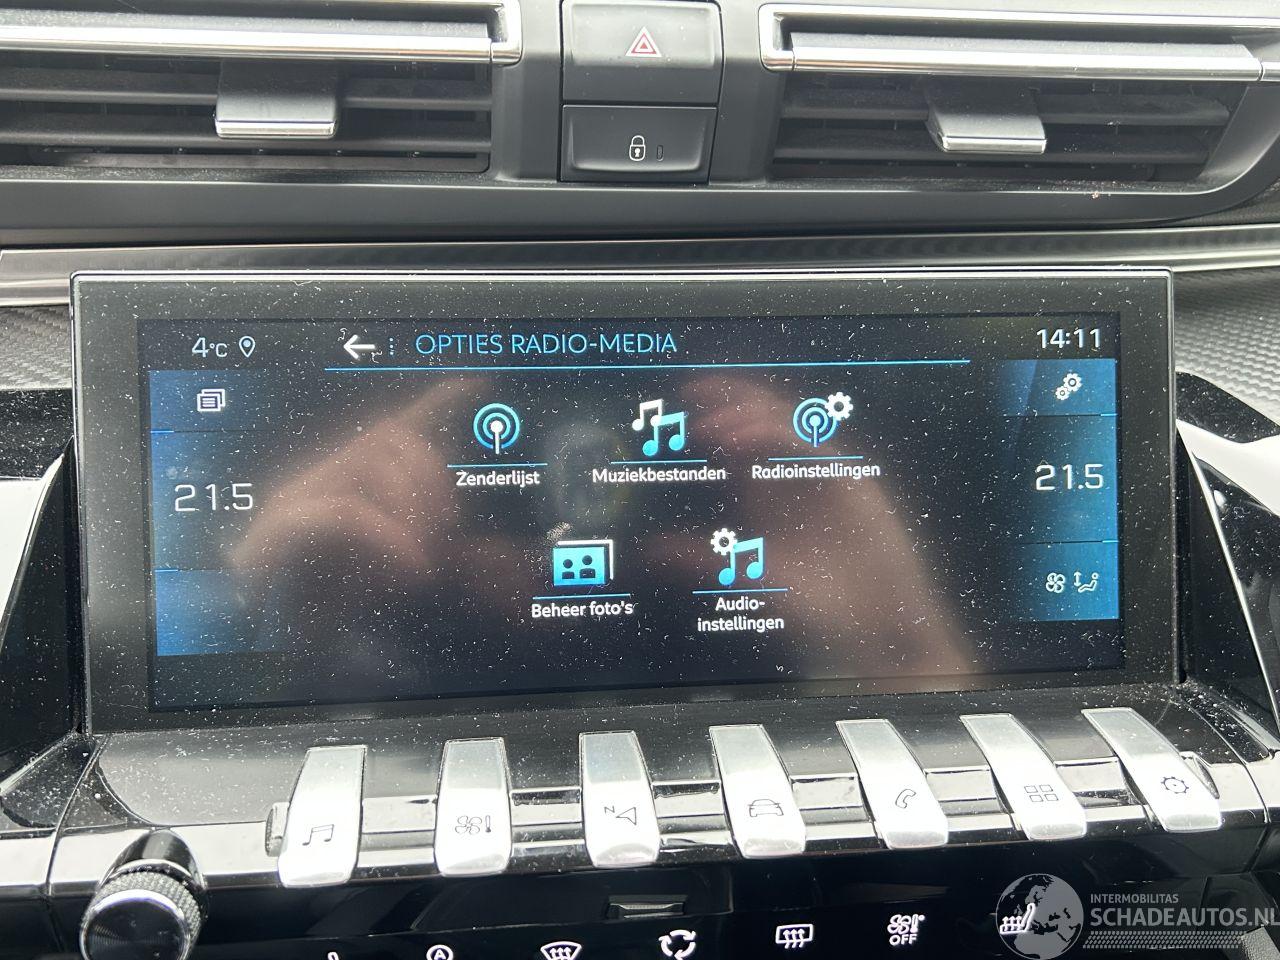 4°C
OPTIES RADIO-MEDIA
14:11
21.5
Zenderlijst
Muziekbestanden
Radioinstellingen
21.5
Beheer foto's
Audio-
instellingen
N
A
OFF
INTERMOBILITAS
SCHADEAUTOS.NL